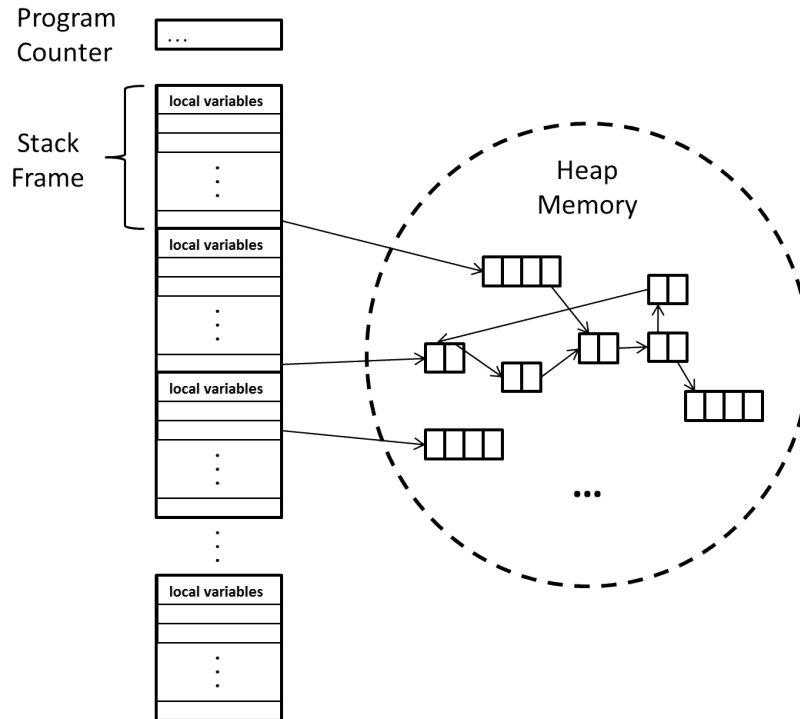 Program
Counter
...
local variables
Stack
Frame
Heap
Memory
local variables
local variables
...
local variables